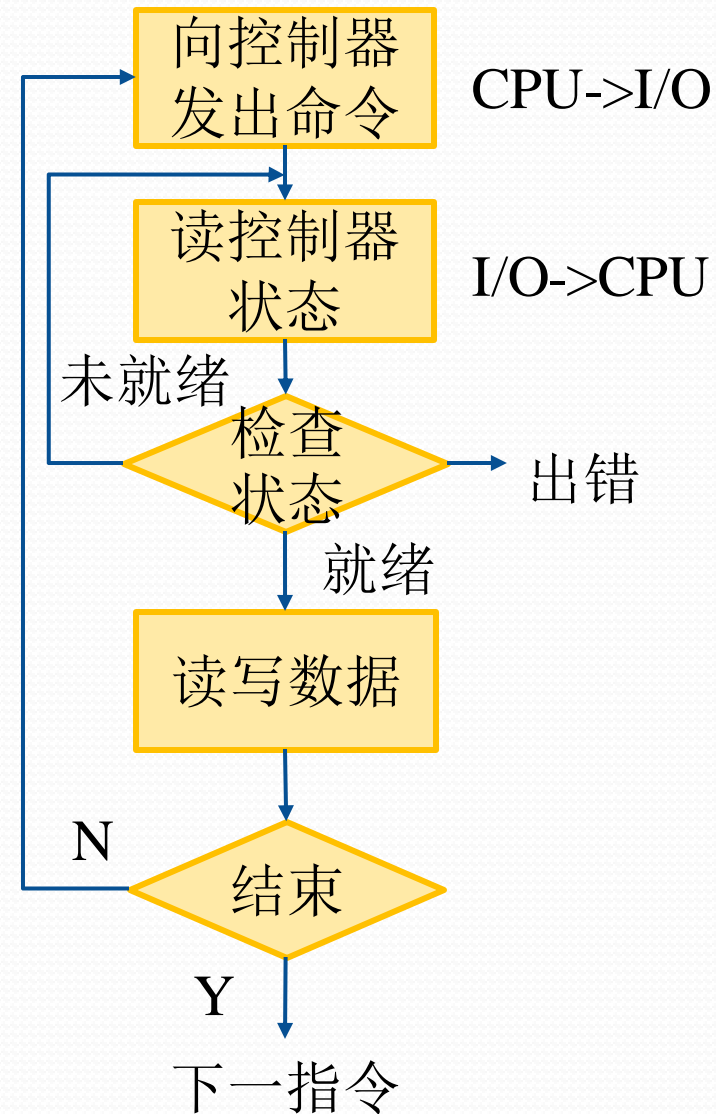 向控制器
发出命令
CPU->I/O
读控制器
状态
I/O->CPU
未就绪
检查
状态
出错
就绪
读写数据
N
结束
Y
下一指令